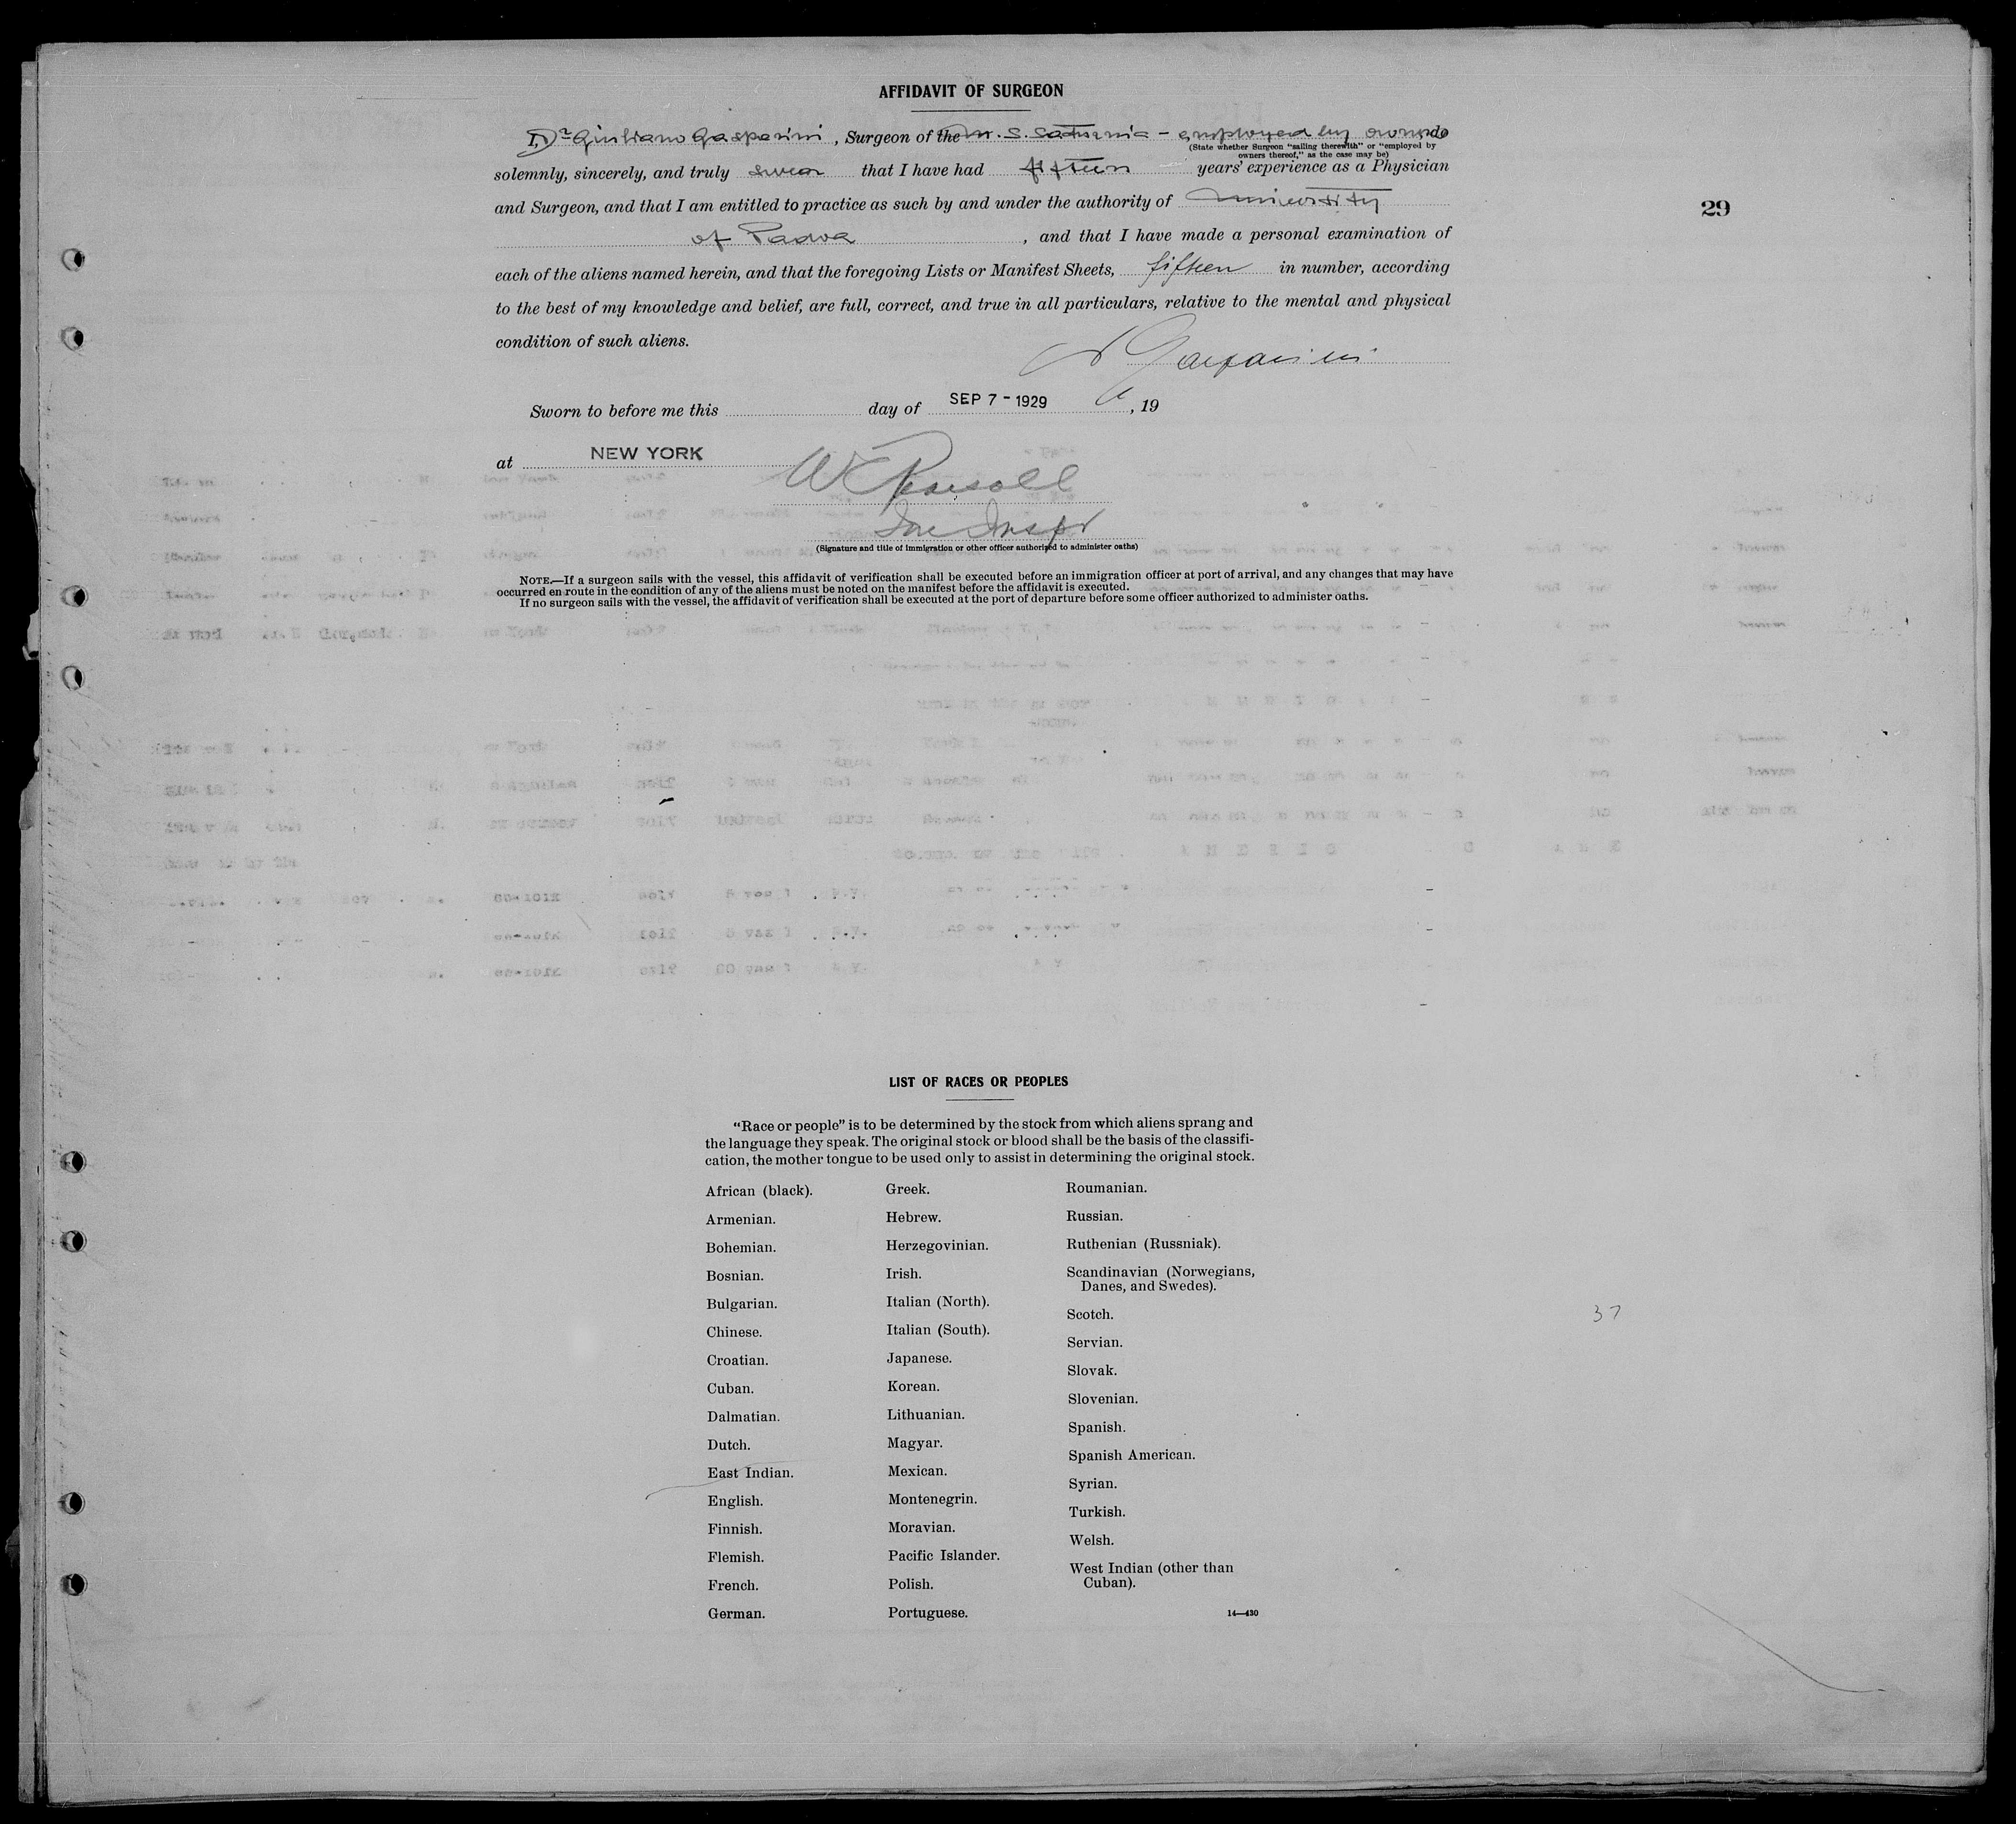 AFFIDAVIT OF SURGEON
I, Dr Giuliano Gasparini, Surgeon of the M. S. Saturnia - employed by owners do
(State whether Surgeon "sailing therewith" or "employed by
owners thereof," as the case may be)
solemnly, sincerely, and truly swear that I have had fifteen years' experience as a Physician
and Surgeon, and that I am entitled to practice as such by and under the authority of University
29
of Padova, and that I have made a personal examination of
each of the aliens named herein, and that the foregoing Lists or Manifest Sheets, fifteen in number, according
to the best of my knowledge and belief, are full, correct, and true in all particulars, relative to the mental and physical
condition of such aliens.
Gasparini
Sworn to before me this day of SEP 7 - 1929, 19
at NEW YORK
Inspr
(Signature and title of immigration or other officer authorized to administer oaths)
NOTE.—If a surgeon sails with the vessel, this affidavit of verification shall be executed before an immigration officer at port of arrival, and any changes that may have
occurred en route in the condition of any of the aliens must be noted on the manifest before the affidavit is executed.
If no surgeon sails with the vessel, the affidavit of verification shall be executed at the port of departure before some officer authorized to administer oaths.
LIST OF RACES OR PEOPLES
"Race or people" is to be determined by the stock from which aliens sprang and
the language they speak. The original stock or blood shall be the basis of the classifi-
cation, the mother tongue to be used only to assist in determining the original stock.
African (black).
Armenian.
Bohemian.
Bosnian.
Bulgarian.
Chinese.
Croatian.
Cuban.
Dalmatian.
Dutch.
East Indian.
English.
Finnish.
Flemish.
French.
German.
Greek.
Hebrew.
Herzegovinian.
Irish.
Italian (North).
Italian (South).
Japanese.
Korean.
Lithuanian.
Magyar.
Mexican.
Montenegrin.
Moravian.
Pacific Islander.
Polish.
Portuguese.
Roumanian.
Russian.
Ruthenian (Russniak).
Scandinavian (Norwegians,
Danes, and Swedes).
Scotch.
Servian.
Slovak.
Slovenian.
Spanish.
Spanish American.
Syrian.
Turkish.
Welsh.
West Indian (other than
Cuban).
14—430
37